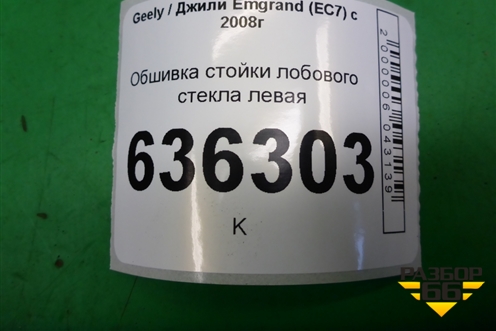 Geely / Джили Emgrand (EC7) с
2008г
Обшивка стойки лобового
стекла левая
636303
К
2000006043139
РАЗБОР
66